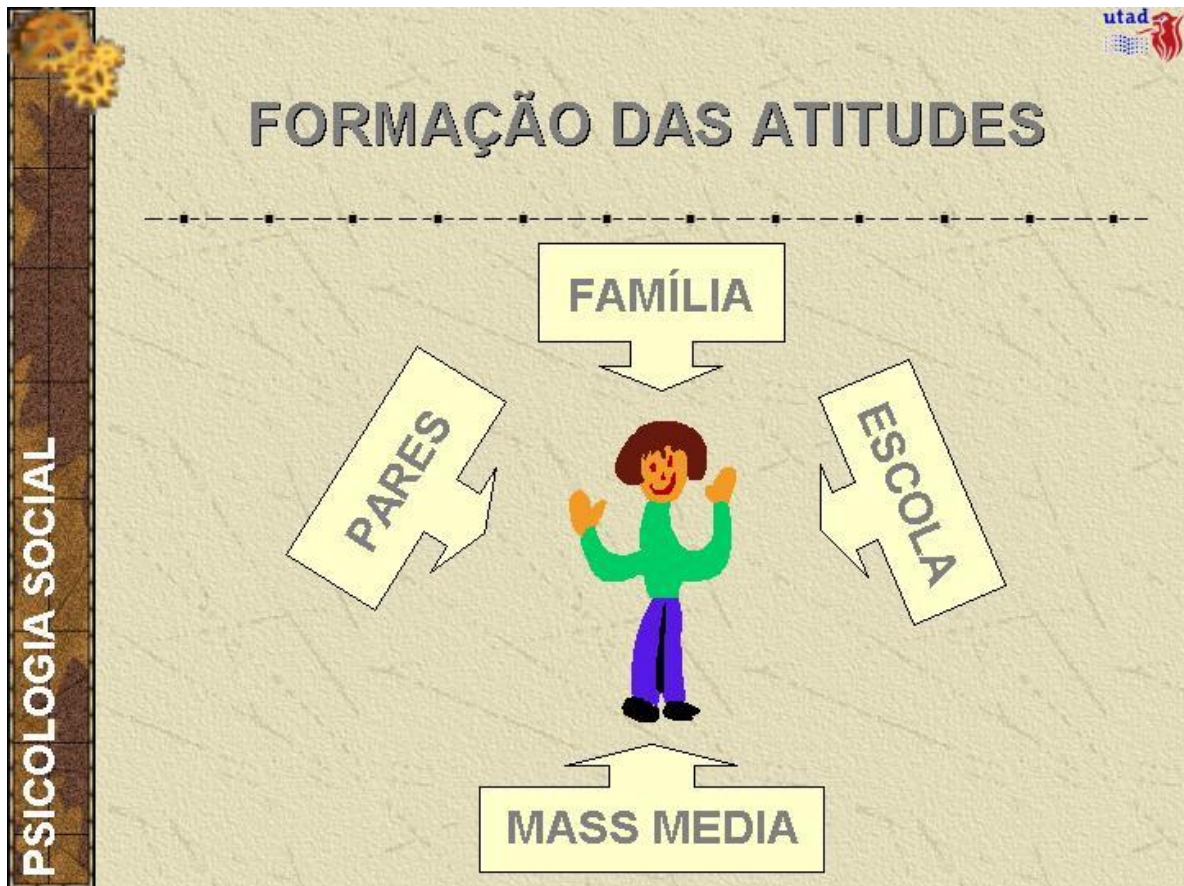 utad
FORMAÇÃO DAS ATITUDES
FAMÍLIA
PARES
ESCOLA
MASS MEDIA
PSICOLOGIA SOCIAL